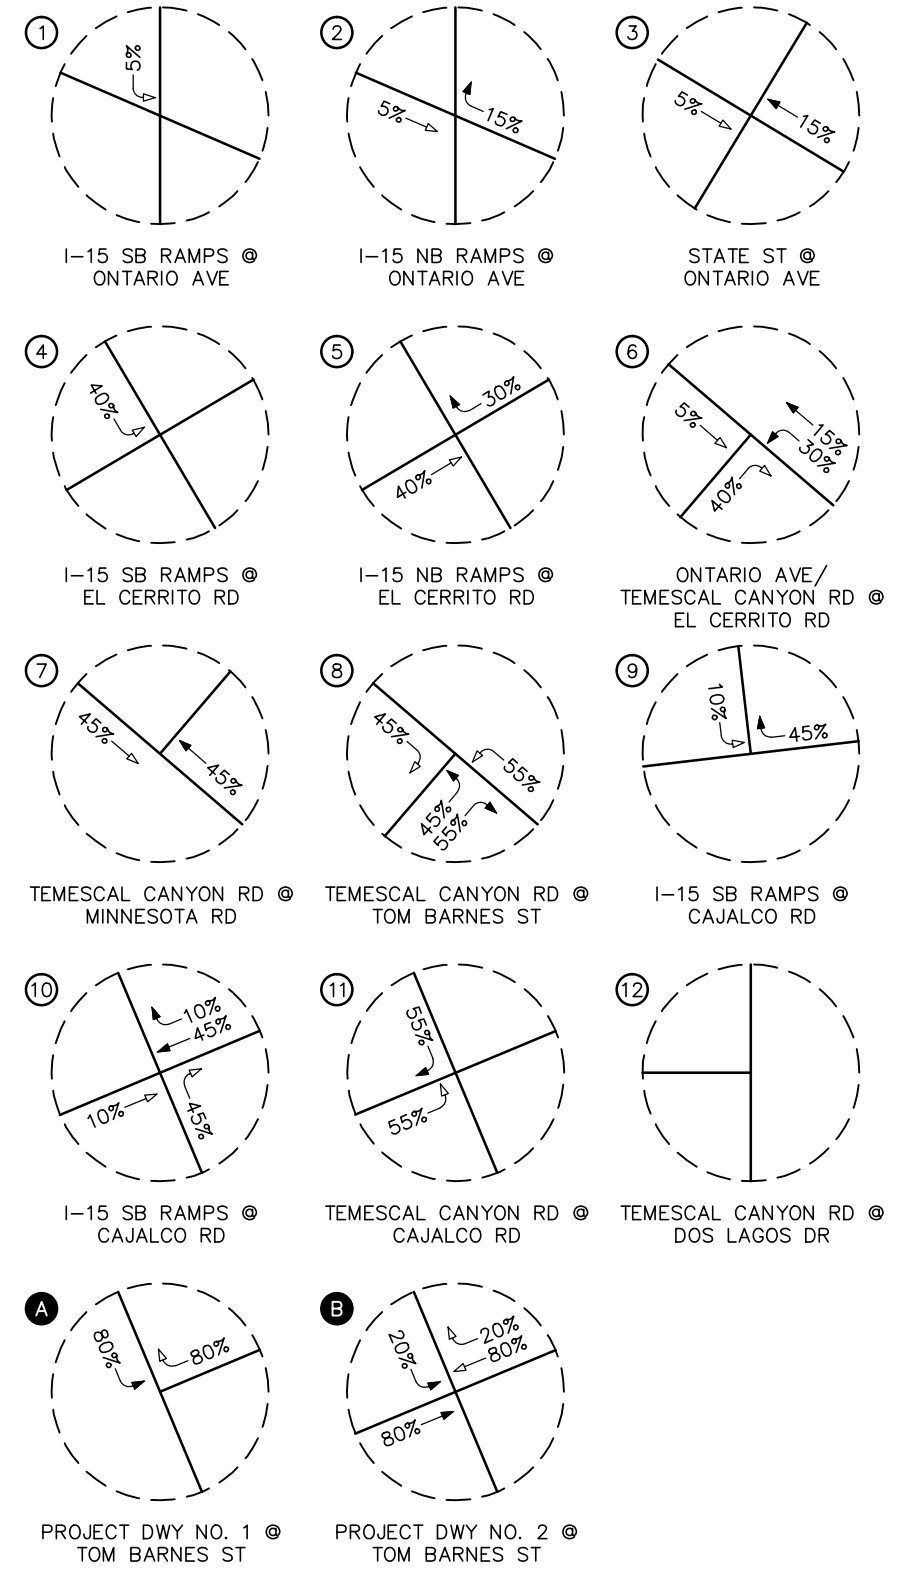 1
5%
I-15 SB RAMPS @
ONTARIO AVE
2
5%
15%
I-15 NB RAMPS @
ONTARIO AVE
3
5%
15%
STATE ST @
ONTARIO AVE
4
40%
I-15 SB RAMPS @
EL CERRITO RD
5
30%
40%
I-15 NB RAMPS @
EL CERRITO RD
6
5%
15%
30%
40%
ONTARIO AVE/
TEMESCAL CANYON RD @
EL CERRITO RD
7
45%
45%
TEMESCAL CANYON RD @
MINNESOTA RD
8
45%
55%
45%
55%
TEMESCAL CANYON RD @
TOM BARNES ST
9
10%
45%
I-15 SB RAMPS @
CAJALCO RD
10
10%
45%
10%
45%
I-15 SB RAMPS @
CAJALCO RD
11
55%
55%
TEMESCAL CANYON RD @
CAJALCO RD
12
TEMESCAL CANYON RD @
DOS LAGOS DR
A
80%
80%
PROJECT DWY NO. 1 @
TOM BARNES ST
B
20%
20%
80%
80%
PROJECT DWY NO. 2 @
TOM BARNES ST